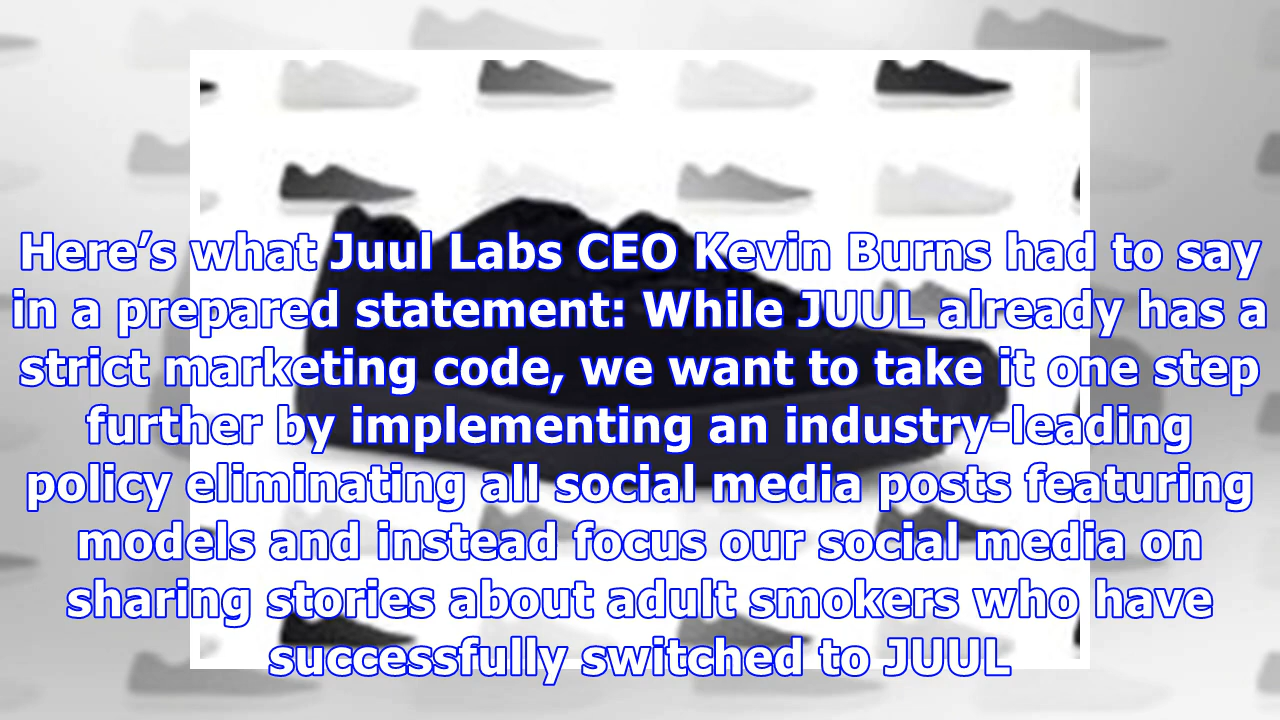 Here’s what Juul Labs CEO Kevin Burns had to say
in a prepared statement: While JUUL already has a
strict marketing code, we want to take it one step
further by implementing an industry-leading
policy eliminating all social media posts featuring
models and instead focus our social media on
sharing stories about adult smokers who have
successfully switched to JUUL